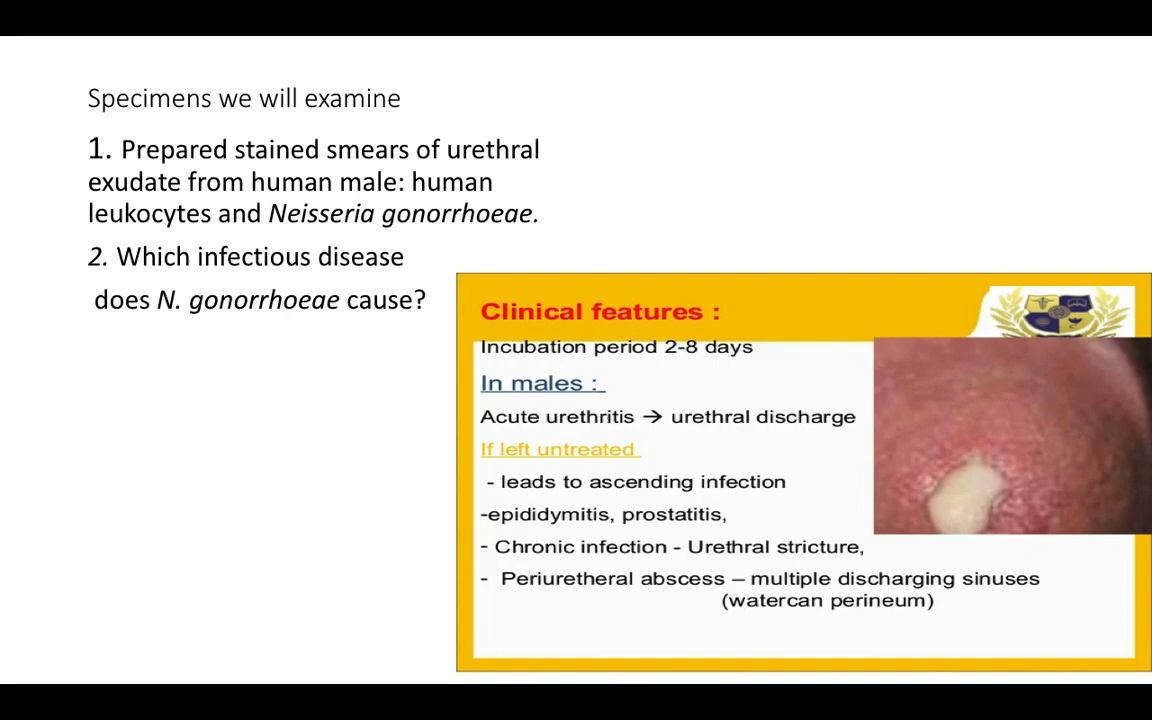 Specimens we will examine
1. Prepared stained smears of urethral
exudate from human male: human
leukocytes and Neisseria gonorrhoeae.
2. Which infectious disease
does N. gonorrhoeae cause?
Clinical features :
Incubation period 2-8 days
In males :
Acute urethritis → urethral discharge
If left untreated
- leads to ascending infection
-epididymitis, prostatitis,
- Chronic infection - Urethral stricture,
- Periuretheral abscess – multiple discharging sinuses
(watercan perineum)